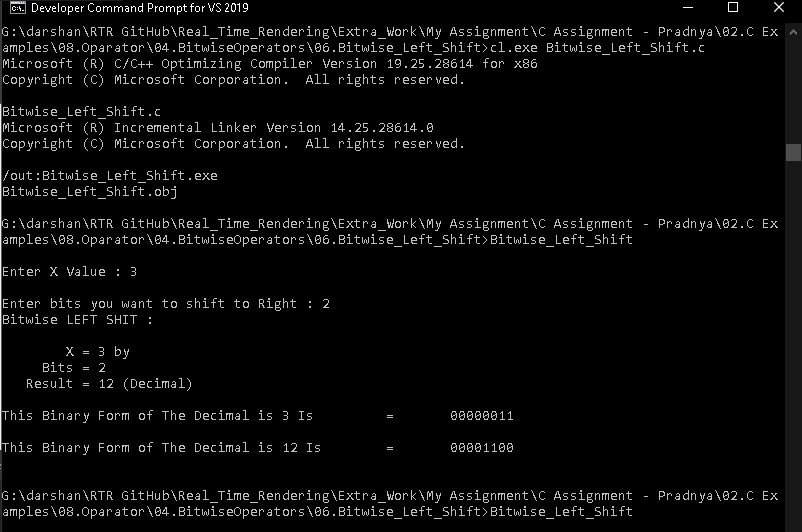 Developer Command Prompt for VS 2019
G:\darshan\RTR GitHub\Real_Time_Rendering\Extra_Work\My Assignment\C Assignment - Pradnya\02.C Ex
amples\08.Oparator\04.BitwiseOperators\06.Bitwise_Left_Shift>cl.exe Bitwise_Left_Shift.c
Microsoft (R) C/C++ Optimizing Compiler Version 19.25.28614 for x86
Copyright (C) Microsoft Corporation.  All rights reserved.
Bitwise_Left_Shift.c
Microsoft (R) Incremental Linker Version 14.25.28614.0
Copyright (C) Microsoft Corporation.  All rights reserved.
/out:Bitwise_Left_Shift.exe
Bitwise_Left_Shift.obj
G:\darshan\RTR GitHub\Real_Time_Rendering\Extra_Work\My Assignment\C Assignment - Pradnya\02.C Ex
amples\08.Oparator\04.BitwiseOperators\06.Bitwise_Left_Shift>Bitwise_Left_Shift
Enter X Value : 3
Enter bits you want to shift to Right : 2
Bitwise LEFT SHIT :
X = 3 by
Bits = 2
Result = 12 (Decimal)
This Binary Form of The Decimal is 3 Is = 00000011
This Binary Form of The Decimal is 12 Is = 00001100
G:\darshan\RTR GitHub\Real_Time_Rendering\Extra_Work\My Assignment\C Assignment - Pradnya\02.C Ex
amples\08.Oparator\04.BitwiseOperators\06.Bitwise_Left_Shift>Bitwise_Left_Shift